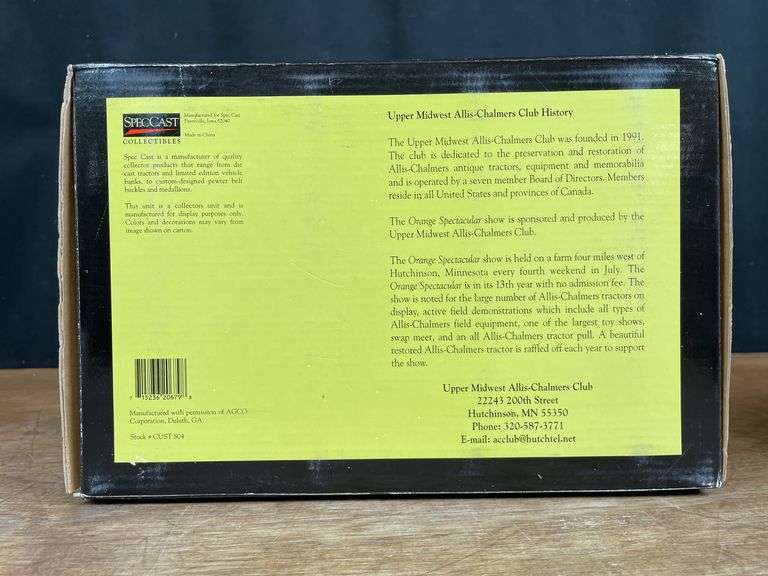 SPECCAST
COLLECTIBLES
Manufactured for Spec Cast
Dyersville, Iowa 52040
Made in China
Spec Cast is a manufacturer of quality
collector products that range from die
cast tractors and limited edition vehicle
banks, to custom-designed pewter belt
buckles and medallions.
This unit is a collectors unit and is
manufactured for display purposes only.
Colors and decorations may vary from
image shown on carton.
7 15236 20679 8
Manufactured with permission of AGCO
Corporation, Duluth, GA.
Stock # CUST 804
Upper Midwest Allis-Chalmers Club History
The Upper Midwest Allis-Chalmers Club was founded in 1991.
The club is dedicated to the preservation and restoration of
Allis-Chalmers antique tractors, equipment and memorabilia
and is operated by a seven member Board of Directors. Members
reside in all United States and provinces of Canada.
The Orange Spectacular show is sponsored and produced by the
Upper Midwest Allis-Chalmers Club.
The Orange Spectacular show is held on a farm four miles west of
Hutchinson, Minnesota every fourth weekend in July. The
Orange Spectacular is in its 13th year with no admission fee. The
show is noted for the large number of Allis-Chalmers tractors on
display, active field demonstrations which include all types of
Allis-Chalmers field equipment, one of the largest toy shows,
swap meet, and an all Allis-Chalmers tractor pull. A beautiful
restored Allis-Chalmers tractor is raffled off each year to support
the show.
Upper Midwest Allis-Chalmers Club
22243 200th Street
Hutchinson, MN 55350
Phone: 320-587-3771
E-mail: acclub@hutchtel.net